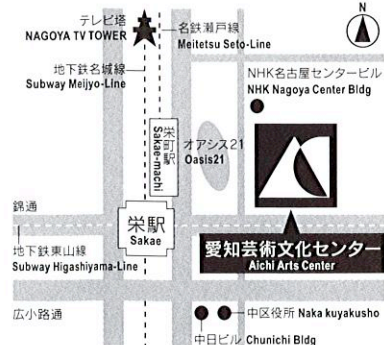 テレビ塔
NAGOYA TV TOWER
名鉄瀬戸線
Meitetsu Seto-Line
N
地下鉄名城線
Subway Meijyo-Line
NHK名古屋センタービル
NHK Nagoya Center Bldg
栄町駅
Sakae-machi
オアシス21
Oasis21
錦通
栄駅
Sakae
地下鉄東山線
Subway Higashiyama-Line
愛知芸術文化センター
Aichi Arts Center
広小路通
中区役所 Naka kuyakusho
中日ビル Chunichi Bldg